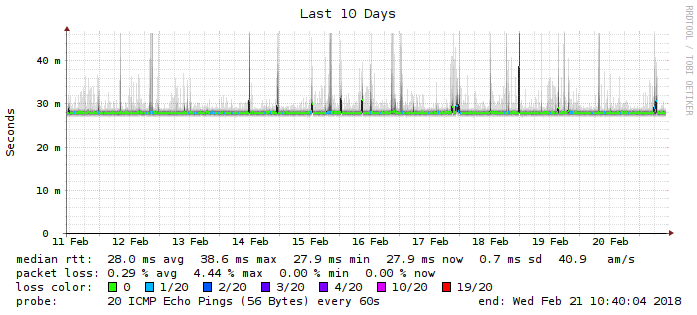 Last 10 Days
RRDTOOL / TOBI OETIKER
Seconds
40 m
30 m
20 m
10 m
0
11 Feb 12 Feb 13 Feb 14 Feb 15 Feb 16 Feb 17 Feb 18 Feb 19 Feb 20 Feb
median rtt: 28.0 ms avg 38.6 ms max 27.9 ms min 27.9 ms now 0.7 ms sd 40.9 am/s
packet loss: 0.29 % avg 4.44 % max 0.00 % min 0.00 % now
loss color: 0 1/20 2/20 3/20 4/20 10/20 19/20
probe: 20 ICMP Echo Pings (56 Bytes) every 60s end: Wed Feb 21 10:40:04 2018